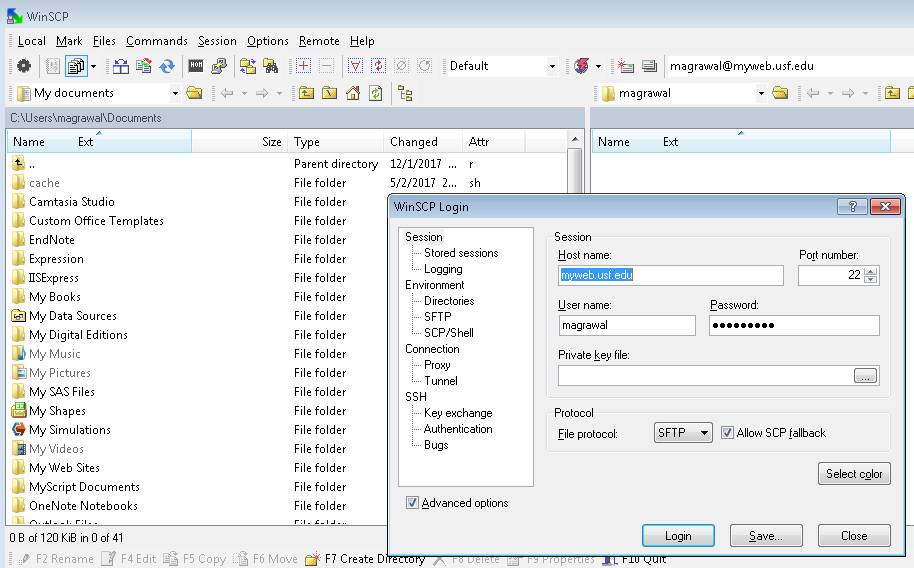 WinSCP
Local Mark Files Commands Session Options Remote Help
Default magrawal@myweb.usf.edu
My documents magrawal
C:\Users\magrawal\Documents
Name Ext Size Type Changed Attr Name Ext
.. Parent directory 12/1/2017 ... r
cache File folder 5/2/2017 2... sh
Camtasia Studio File folder
Custom Office Templates File folder
EndNote File folder
Expression File folder
IISExpress File folder
My Books File folder
My Data Sources File folder
My Digital Editions File folder
My Music File folder
My Pictures File folder
My SAS Files File folder
My Shapes File folder
My Simulations File folder
My Videos File folder
My Web Sites File folder
MyScript Documents File folder
OneNote Notebooks File folder
Outlook Files File folder
0 B of 120 KiB in 0 of 41
F2 Rename F4 Edit F5 Copy F6 Move F7 Create Directory F8 Delete F9 Properties F10 Quit
WinSCP Login
?
Session
Stored sessions
Logging
Environment
Directories
SFTP
SCP/Shell
Connection
Proxy
Tunnel
SSH
Key exchange
Authentication
Bugs
Advanced options
Session
Host name: Port number:
myweb.usf.edu 22
User name: Password:
magrawal ●●●●●●●●●
Private key file:
...
Protocol
File protocol: SFTP Allow SCP fallback
Select color
Login Save... Close